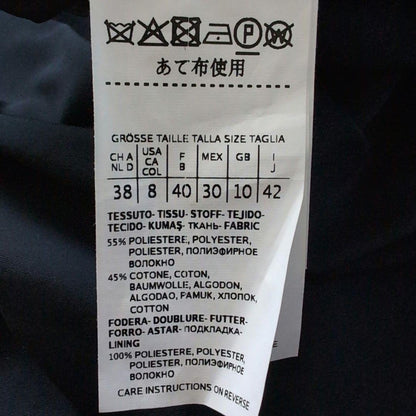 P
あて布使用
GRÖSSE TAILLE TALLA SIZE TAGLIA
CH A NL D USA CA COL F B MEX GB I J
38 8 40 30 10 42
TESSUTO- TISSU- STOFF- TEJIDO-
TECIDO- KUMAŞ- ТКАНЬ- FABRIC
55% POLIESTERE, POLYESTER,
POLIESTER, ПОЛИЭФИРНОЕ
ВОЛОКНО
45% COTONE, COTON,
BAUMWOLLE, ALGODON,
ALGODAO, PAMUK, ХЛОПОК,
COTTON
FODERA- DOUBLURE- FUTTER-
FORRO- ASTAR- ПОДКЛАДКА-
LINING
100% POLIESTERE, POLYESTER,
POLIESTER, ПОЛИЭФИРНОЕ
ВОЛОКНО
CARE INSTRUCTIONS ON REVERSE